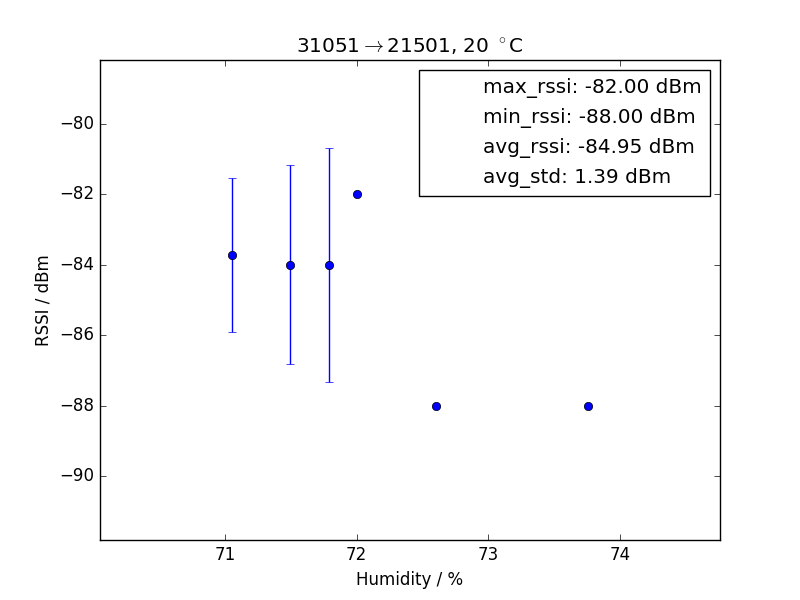 31051→21501, 20 °C
max_rssi: -82.00 dBm
min_rssi: -88.00 dBm
avg_rssi: -84.95 dBm
avg_std: 1.39 dBm
−80
−82
−84
−86
−88
−90
RSSI / dBm
71 72 73 74
Humidity / %